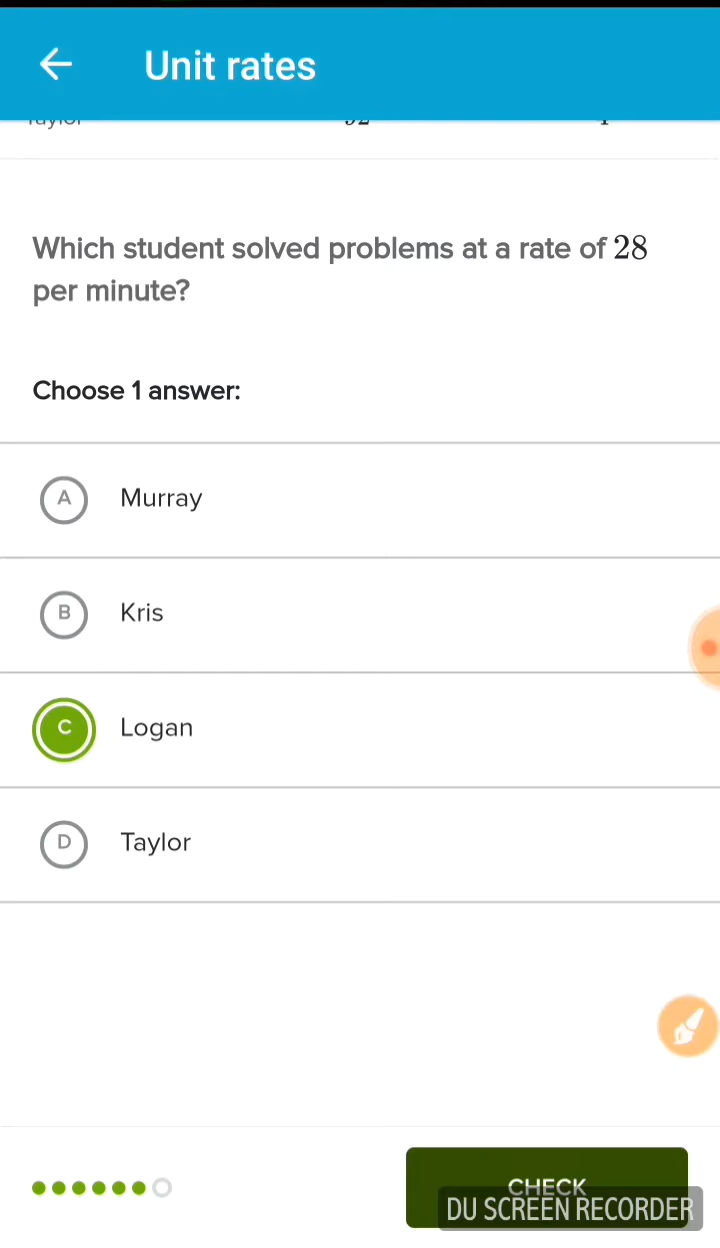 Unit rates
Which student solved problems at a rate of 28
per minute?
Choose 1 answer:
A Murray
B Kris
C Logan
D Taylor
CHECK
DU SCREEN RECORDER